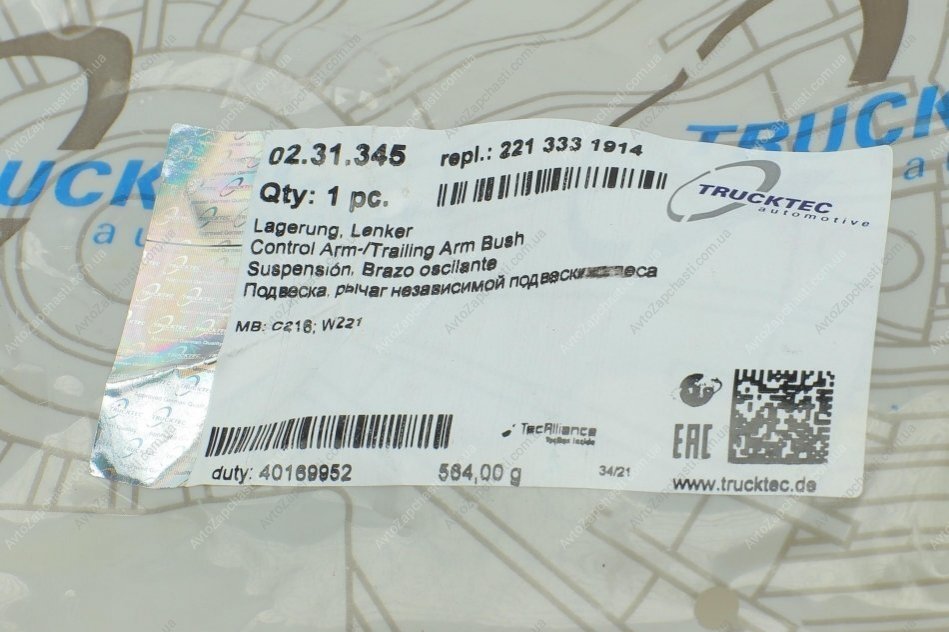 02.31.345
repl.: 221 333 1914
Qty: 1 pc.
TRUCKTEC
automotive
Lagerung, Lenker
Control Arm-/Trailing Arm Bush
Suspensión, Brazo oscilante
Подвеска, рычаг независимой подвески
MB: C216; W221
duty: 40169952
564,00 g
TecAlliance
34/21
EAC
www.trucktec.de
TRUCK
UCK